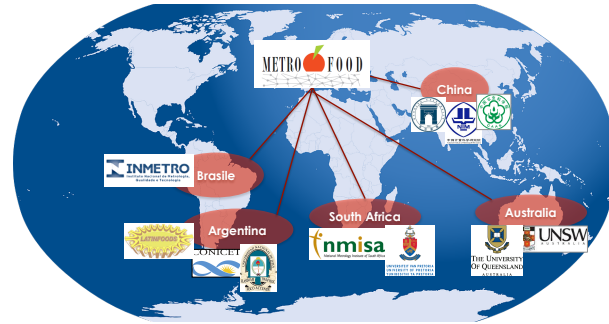 METROFOOD
China
INMETRO
Instituto Nacional de Metrologia,
Qualidade e Tecnologia
Brasile
LATINFOODS
Argentina
CONICET
South Africa
nmisa
National Metrology Institute of South Africa
UNIVERSITEIT VAN PRETORIA
UNIVERSITY OF PRETORIA
YUNIBESITHI YA PRETORIA
Australia
THE UNIVERSITY
OF QUEENSLAND
AUSTRALIA
UNSW
AUSTRALIA